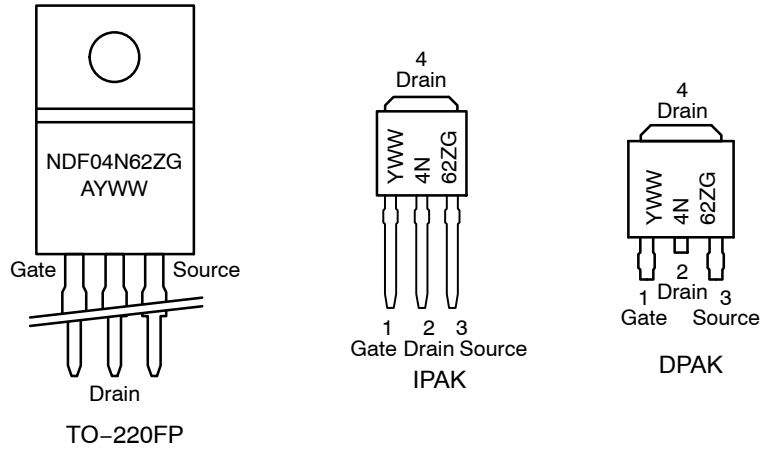 NDF04N62ZG
AYWW
Gate
Source
Drain
TO−220FP
4
Drain
YWW
4N
62ZG
1 2 3
Gate Drain Source
IPAK
4
Drain
YWW
4N
62ZG
2
1 Drain 3
Gate Source
DPAK